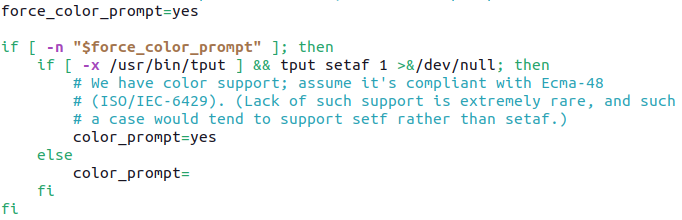 force_color_prompt=yes
if [ -n "$force_color_prompt" ]; then
if [ -x /usr/bin/tput ] && tput setaf 1 >&/dev/null; then
# We have color support; assume it's compliant with Ecma-48
# (ISO/IEC-6429). (Lack of such support is extremely rare, and such
# a case would tend to support setf rather than setaf.)
color_prompt=yes
else
color_prompt=
fi
fi